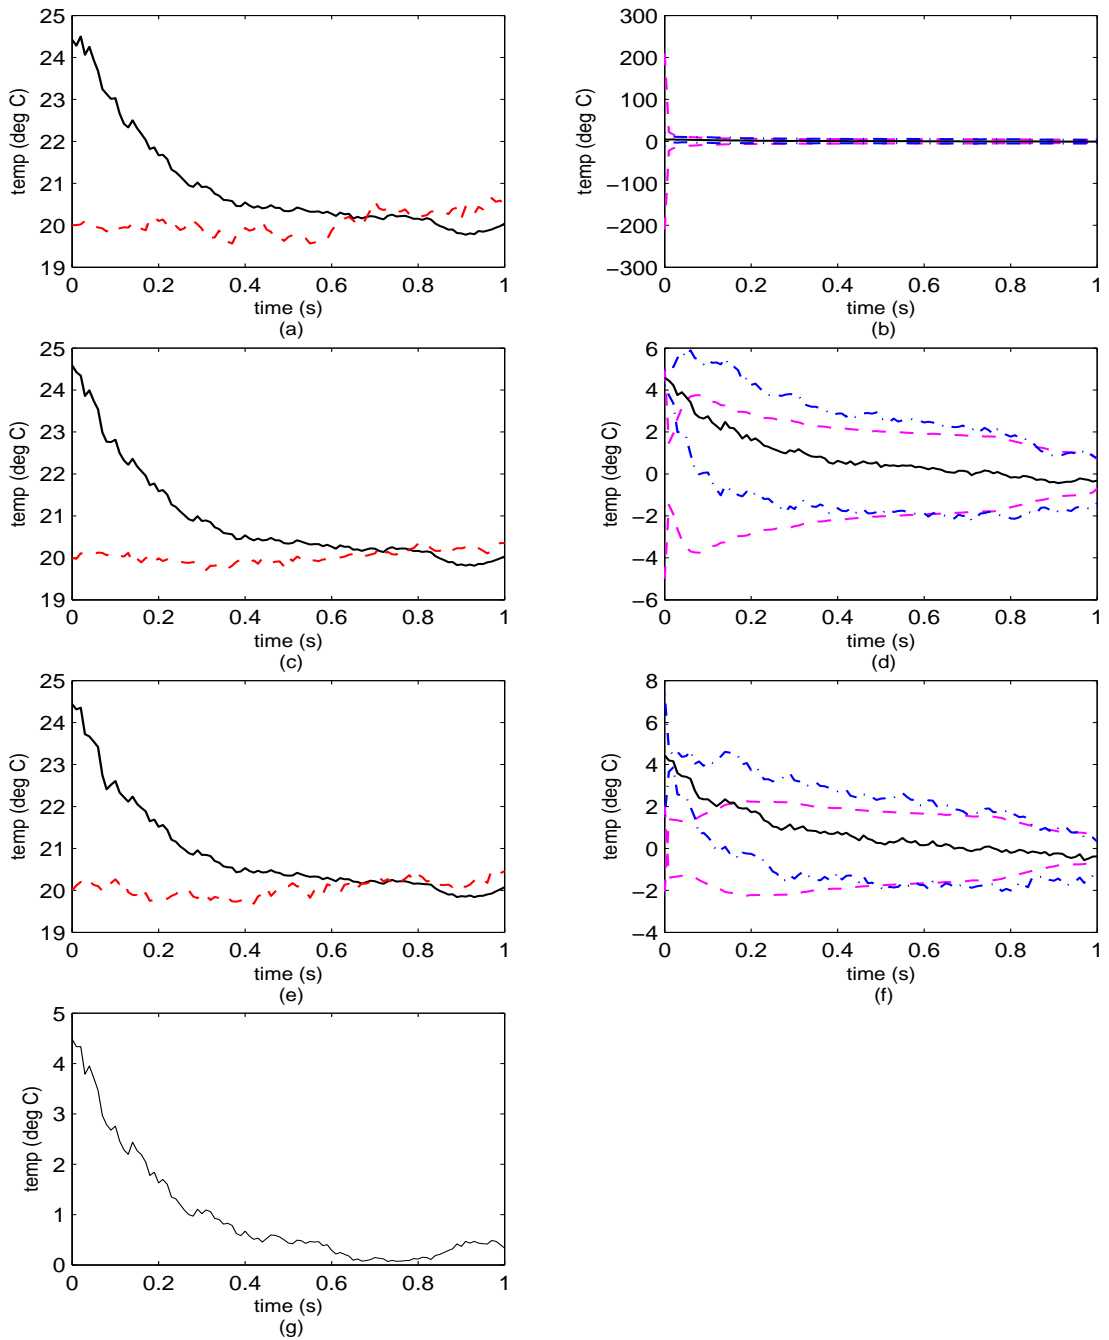 25
24
23
22
21
20
19
temp (deg C)
0 0.2 0.4 0.6 0.8 1
time (s)
(a)
300
200
100
0
−100
−200
−300
temp (deg C)
0 0.2 0.4 0.6 0.8 1
time (s)
(b)
25
24
23
22
21
20
19
temp (deg C)
0 0.2 0.4 0.6 0.8 1
time (s)
(c)
6
4
2
0
−2
−4
−6
temp (deg C)
0 0.2 0.4 0.6 0.8 1
time (s)
(d)
25
24
23
22
21
20
19
temp (deg C)
0 0.2 0.4 0.6 0.8 1
time (s)
(e)
8
6
4
2
0
−2
−4
temp (deg C)
0 0.2 0.4 0.6 0.8 1
time (s)
(f)
5
4
3
2
1
0
temp (deg C)
0 0.2 0.4 0.6 0.8 1
time (s)
(g)